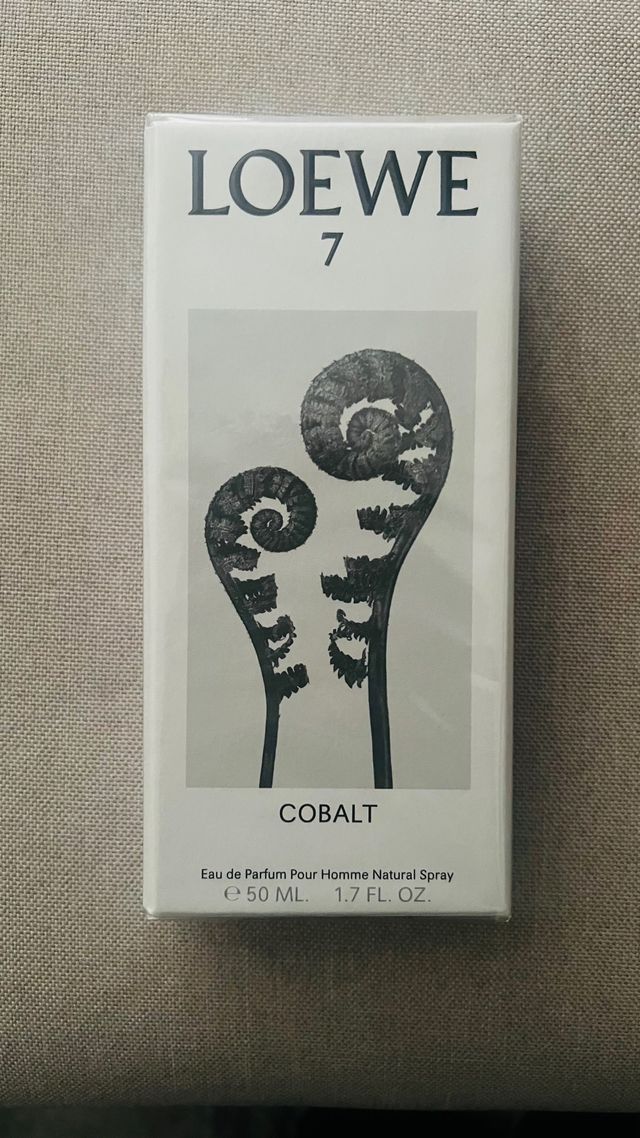 LOEWE
7
COBALT
Eau de Parfum Pour Homme Natural Spray
℮ 50 ML. 1.7 FL. OZ.